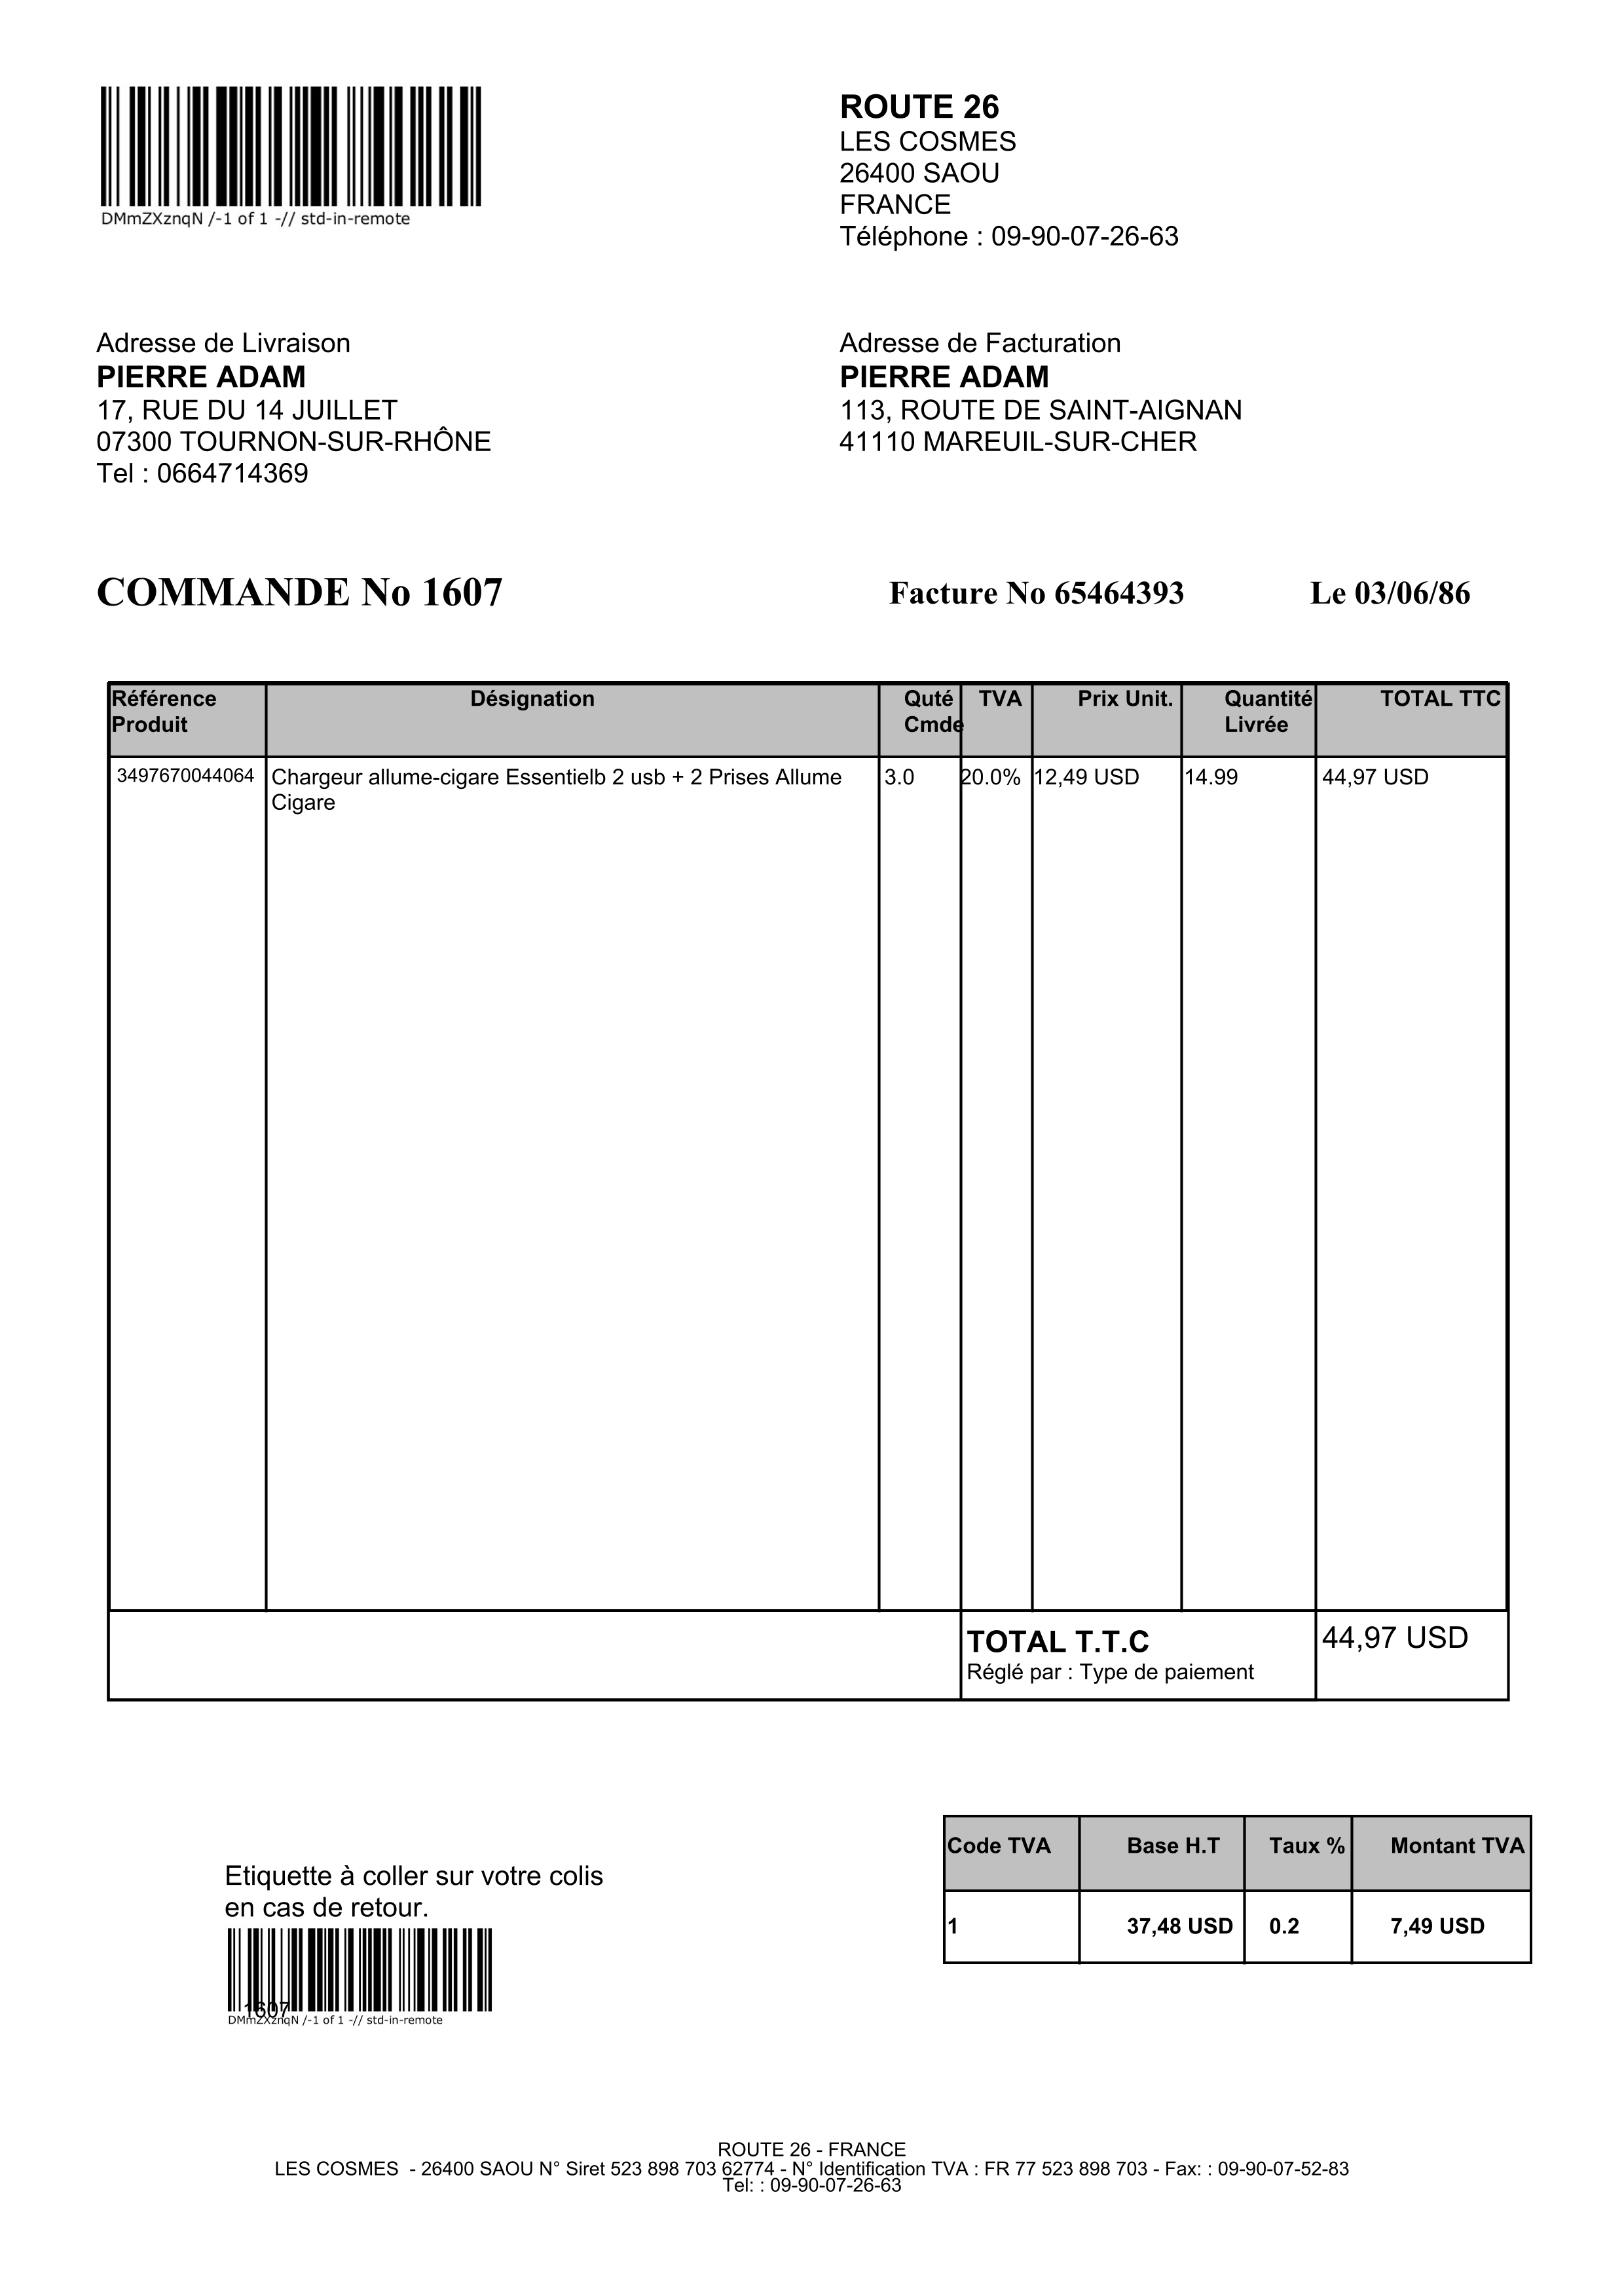 DMmZXznqN /-1 of 1 -// std-in-remote
ROUTE 26
LES COSMES
26400 SAOU
FRANCE
Téléphone : 09-90-07-26-63
Adresse de Livraison
PIERRE ADAM
17, RUE DU 14 JUILLET
07300 TOURNON-SUR-RHÔNE
Tel : 0664714369
Adresse de Facturation
PIERRE ADAM
113, ROUTE DE SAINT-AIGNAN
41110 MAREUIL-SUR-CHER
COMMANDE No 1607 Facture No 65464393 Le 03/06/86
Référence Désignation Quté TVA Prix Unit. Quantité TOTAL TTC
Produit Cmde Livrée
3497670044064 Chargeur allume-cigare Essentielb 2 usb + 2 Prises Allume 3.0 20.0% 12,49 USD 14.99 44,97 USD
Cigare
TOTAL T.T.C 44,97 USD
Réglé par : Type de paiement
Code TVA Base H.T Taux % Montant TVA
1 37,48 USD 0.2 7,49 USD
Etiquette à coller sur votre colis
en cas de retour.
1607
DMmZXznqN /-1 of 1 -// std-in-remote
ROUTE 26 - FRANCE
LES COSMES - 26400 SAOU N° Siret 523 898 703 62774 - N° Identification TVA : FR 77 523 898 703 - Fax: : 09-90-07-52-83
Tel: : 09-90-07-26-63